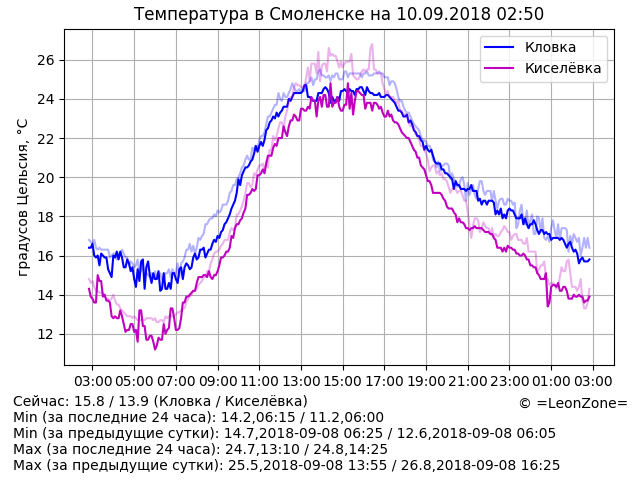 Температура в Смоленске на 10.09.2018 02:50
Кловка
Киселёвка
градусов Цельсия, °C
26
24
22
20
18
16
14
12
03:00 05:00 07:00 09:00 11:00 13:00 15:00 17:00 19:00 21:00 23:00 01:00 03:00
Сейчас: 15.8 / 13.9 (Кловка / Киселёвка)
© =LeonZone=
Min (за последние 24 часа): 14.2,06:15 / 11.2,06:00
Min (за предыдущие сутки): 14.7,2018-09-08 06:25 / 12.6,2018-09-08 06:05
Max (за последние 24 часа): 24.7,13:10 / 24.8,14:25
Max (за предыдущие сутки): 25.5,2018-09-08 13:55 / 26.8,2018-09-08 16:25